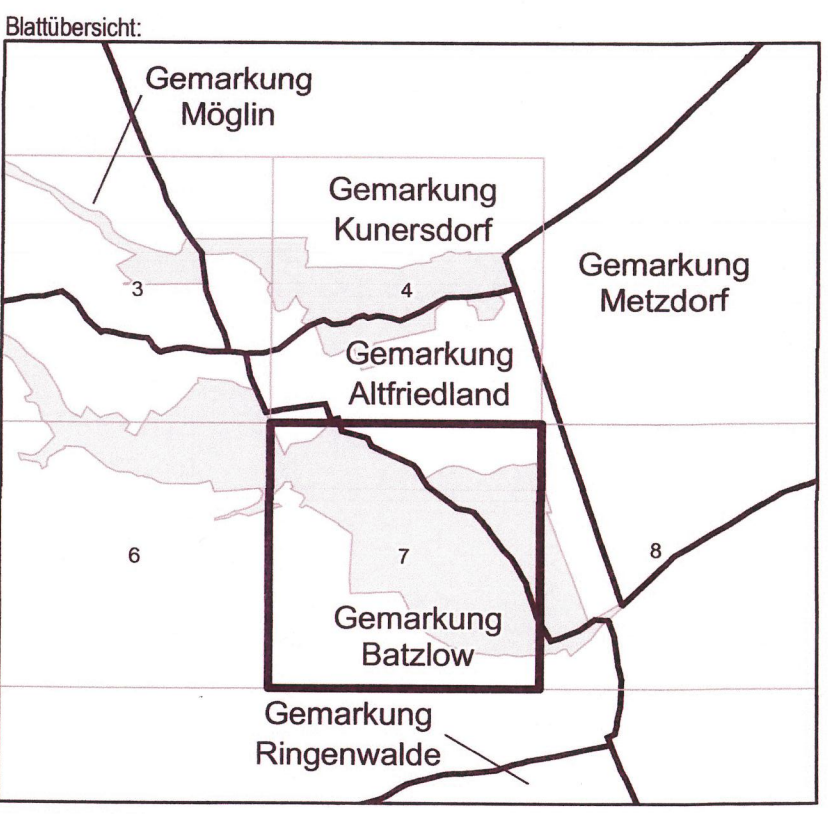 Blattübersicht:
Gemarkung
Möglin
Gemarkung
Kunersdorf
Gemarkung
Metzdorf
3
4
Gemarkung
Altfriedland
6
7
8
Gemarkung
Batzlow
Gemarkung
Ringenwalde